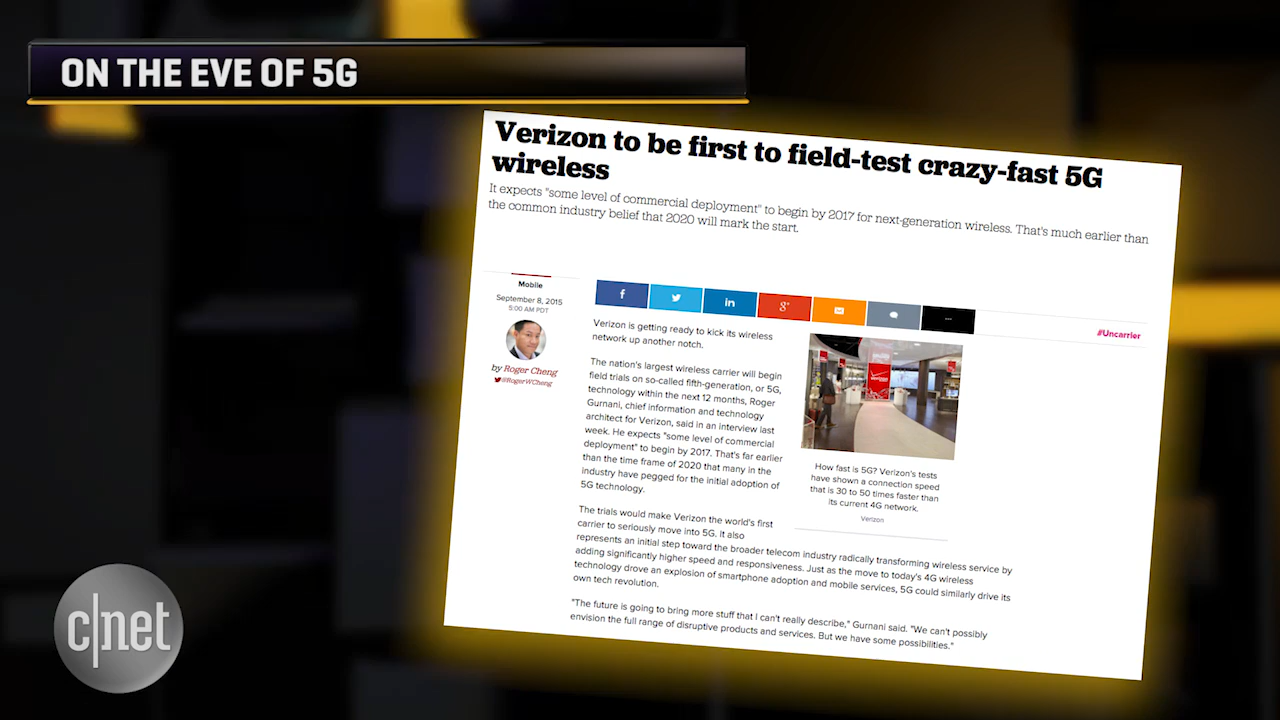 ON THE EVE OF 5G
Verizon to be first to field-test crazy-fast 5G
wireless
It expects "some level of commercial deployment" to begin by 2017 for next-generation wireless. That's much earlier than
the common industry belief that 2020 will mark the start.
Mobile
September 8, 2015
5:00 AM PDT
by Roger Cheng
@RogerWCheng
f
in
g+
...
#Uncarrier
Verizon is getting ready to kick its wireless
network up another notch.
The nation's largest wireless carrier will begin
field trials on so-called fifth-generation, or 5G,
technology within the next 12 months, Roger
Gurnani, chief information and technology
architect for Verizon, said in an interview last
week. He expects "some level of commercial
deployment" to begin by 2017. That's far earlier
than the time frame of 2020 that many in the
industry have pegged for the initial adoption of
5G technology.
verizon
How fast is 5G? Verizon's tests
have shown a connection speed
that is 30 to 50 times faster than
its current 4G network.
Verizon
The trials would make Verizon the world's first
carrier to seriously move into 5G. It also
represents an initial step toward the broader telecom industry radically transforming wireless service by
adding significantly higher speed and responsiveness. Just as the move to today's 4G wireless
technology drove an explosion of smartphone adoption and mobile services, 5G could similarly drive its
own tech revolution.
"The future is going to bring more stuff that I can't really describe," Gurnani said. "We can't possibly
envision the full range of disruptive products and services. But we have some possibilities."
c|net